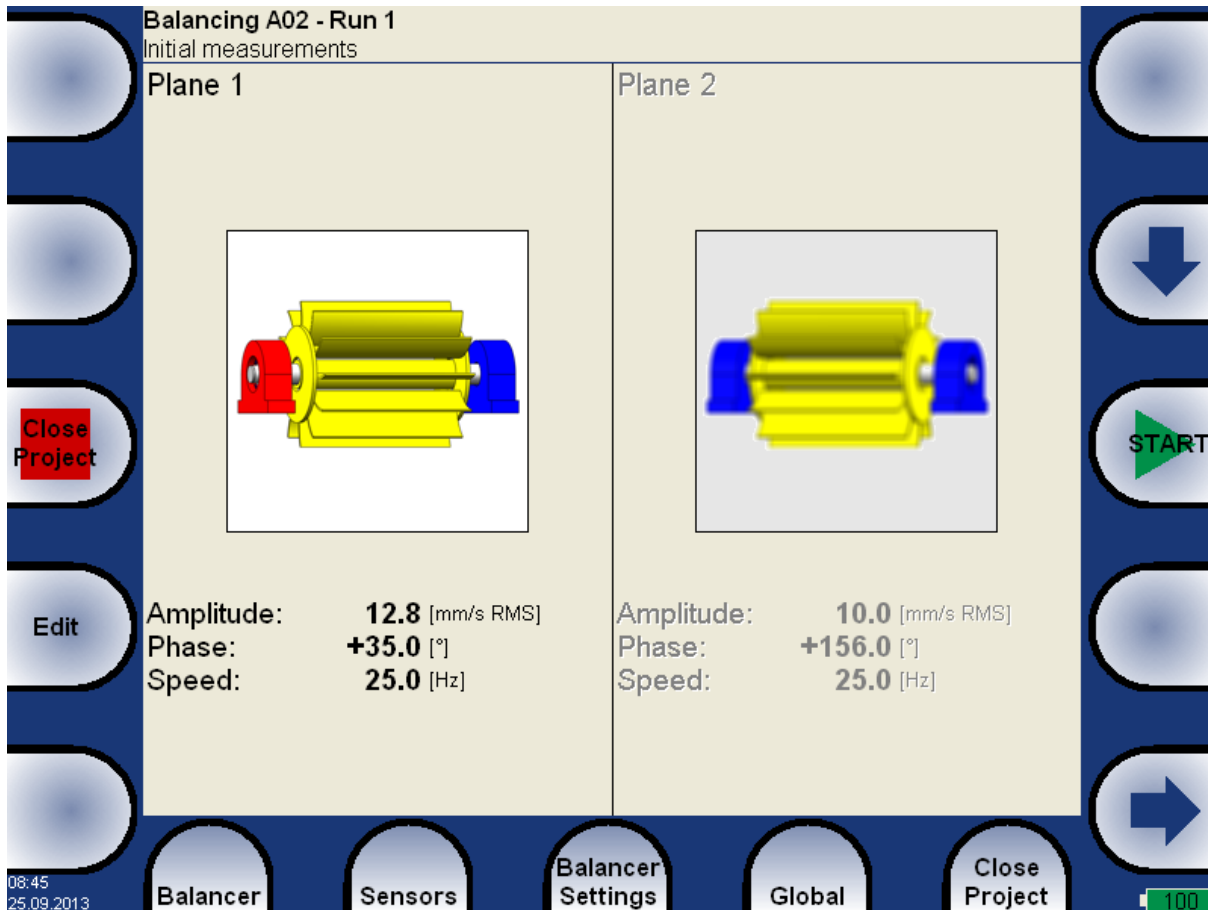 Balancing A02 - Run 1
Initial measurements
Plane 1
Plane 2
Close
Project
START
Edit
Amplitude: 12.8 [mm/s RMS]
Phase: +35.0 [°]
Speed: 25.0 [Hz]
Amplitude: 10.0 [mm/s RMS]
Phase: +156.0 [°]
Speed: 25.0 [Hz]
08:45
25.09.2013
Balancer
Sensors
Balancer
Settings
Global
Close
Project
100